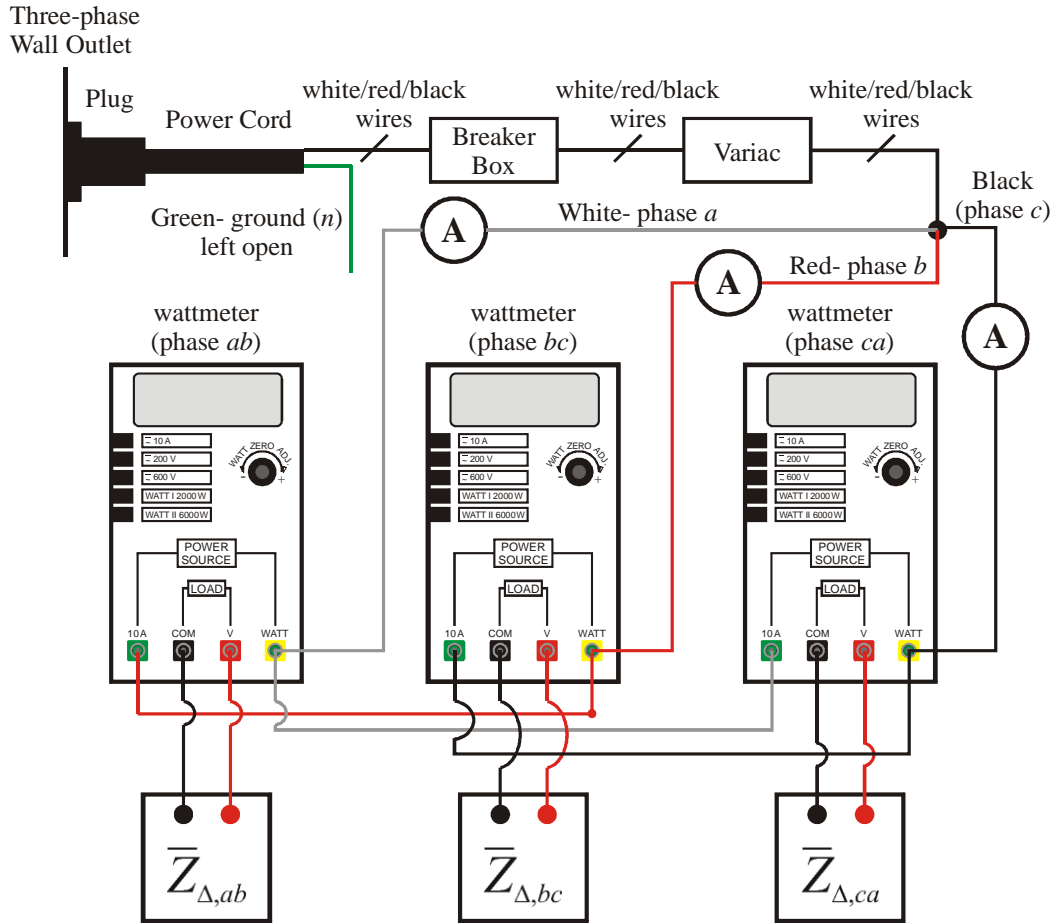 Three-phase
Wall Outlet
Plug
Power Cord
white/red/black
wires
Breaker
Box
white/red/black
wires
Variac
white/red/black
wires
Green- ground (n)
left open
A
White- phase a
Black
(phase c)
A
Red- phase b
A
wattmeter
(phase ab)
10 A
200 V
600 V
WATT I 2000 W
WATT II 6000W
WATT ZERO ADJ.
- +
POWER
SOURCE
LOAD
10 A COM V WATT
wattmeter
(phase bc)
10 A
200 V
600 V
WATT I 2000 W
WATT II 6000W
WATT ZERO ADJ.
- +
POWER
SOURCE
LOAD
10 A COM V WATT
wattmeter
(phase ca)
10 A
200 V
600 V
WATT I 2000 W
WATT II 6000W
WATT ZERO ADJ.
- +
POWER
SOURCE
LOAD
10 A COM V WATT
Z̅Δ,ab
Z̅Δ,bc
Z̅Δ,ca